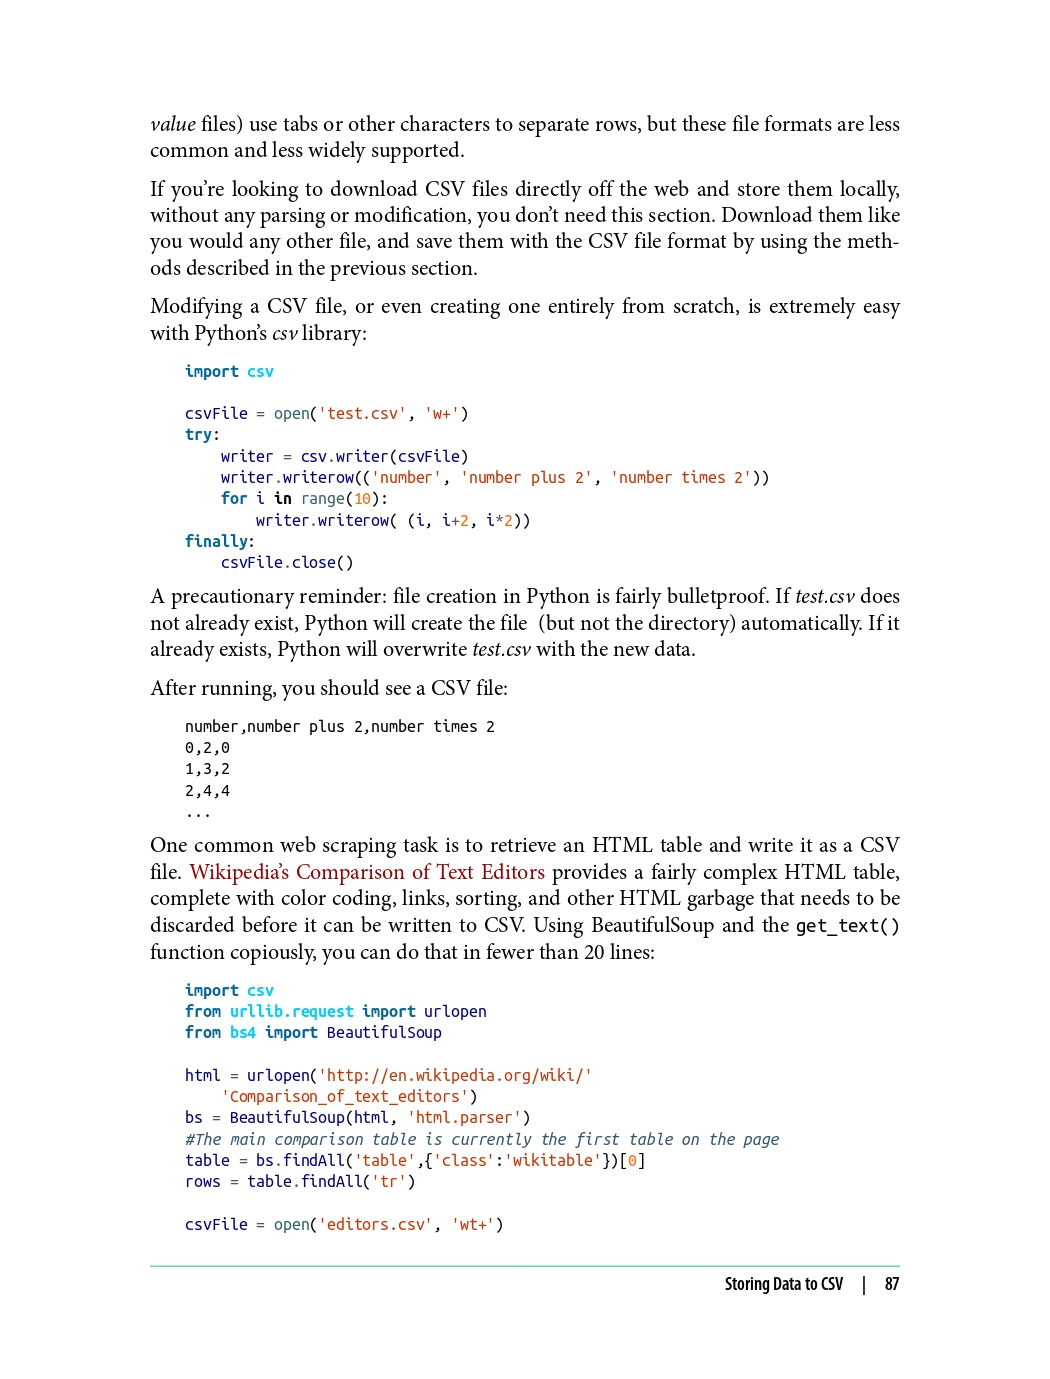 value files) use tabs or other characters to separate rows, but these file formats are less
common and less widely supported.
If you’re looking to download CSV files directly off the web and store them locally,
without any parsing or modification, you don’t need this section. Download them like
you would any other file, and save them with the CSV file format by using the meth-
ods described in the previous section.
Modifying a CSV file, or even creating one entirely from scratch, is extremely easy
with Python’s csv library:
import csv

csvFile = open('test.csv', 'w+')
try:
    writer = csv.writer(csvFile)
    writer.writerow(('number', 'number plus 2', 'number times 2'))
    for i in range(10):
        writer.writerow( (i, i+2, i*2))
finally:
    csvFile.close()
A precautionary reminder: file creation in Python is fairly bulletproof. If test.csv does
not already exist, Python will create the file  (but not the directory) automatically. If it
already exists, Python will overwrite test.csv with the new data.
After running, you should see a CSV file:
number,number plus 2,number times 2
0,2,0
1,3,2
2,4,4
...
One common web scraping task is to retrieve an HTML table and write it as a CSV
file. Wikipedia’s Comparison of Text Editors provides a fairly complex HTML table,
complete with color coding, links, sorting, and other HTML garbage that needs to be
discarded before it can be written to CSV. Using BeautifulSoup and the get_text()
function copiously, you can do that in fewer than 20 lines:
import csv
from urllib.request import urlopen
from bs4 import BeautifulSoup

html = urlopen('http://en.wikipedia.org/wiki/'
    'Comparison_of_text_editors')
bs = BeautifulSoup(html, 'html.parser')
#The main comparison table is currently the first table on the page
table = bs.findAll('table',{'class':'wikitable'})[0]
rows = table.findAll('tr')

csvFile = open('editors.csv', 'wt+')
Storing Data to CSV | 87